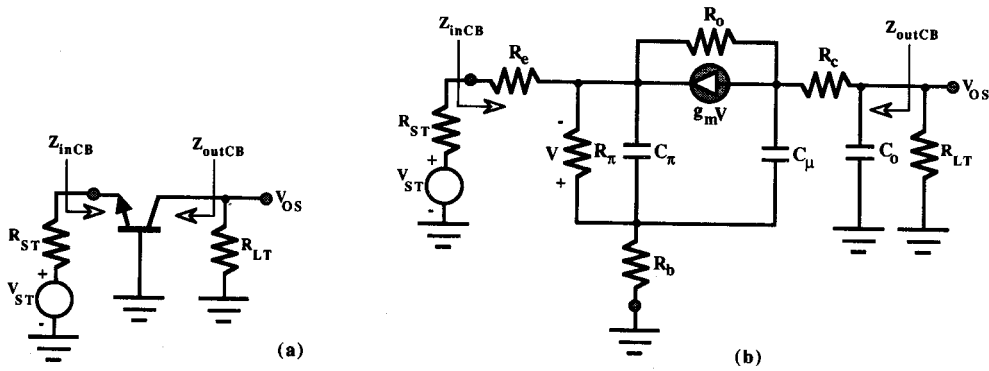 Z_inCB
Z_outCB
V_OS
R_ST
R_LT
+
V_ST
-
(a)
Z_inCB
R_e
R_o
R_c
Z_outCB
V_OS
g_mV
R_ST
-
V
+
R_π
C_π
C_μ
C_o
R_LT
+
V_ST
-
R_b
(b)